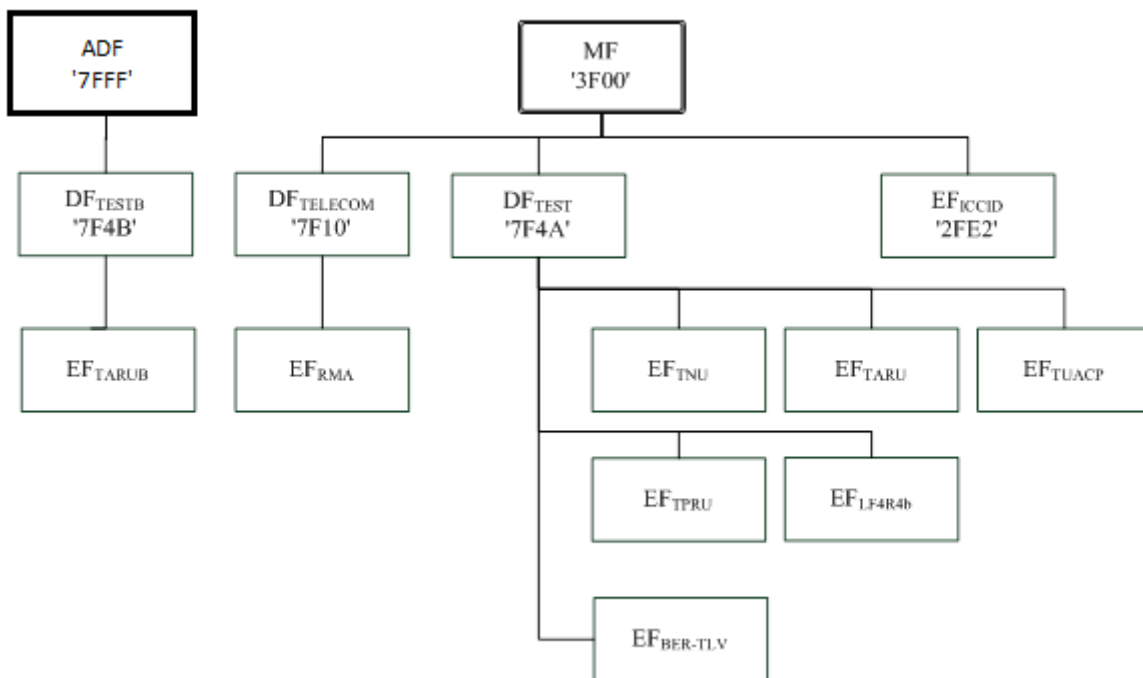 ADF
'7FFF'
MF
'3F00'
DFTESTB
'7F4B'
DFTELECOM
'7F10'
DFTEST
'7F4A'
EFICCID
'2FE2'
EFTARUB
EFRMA
EFTNU
EFTARU
EFTUACP
EFTPRU
EFLF4R4b
EFBER-TLV